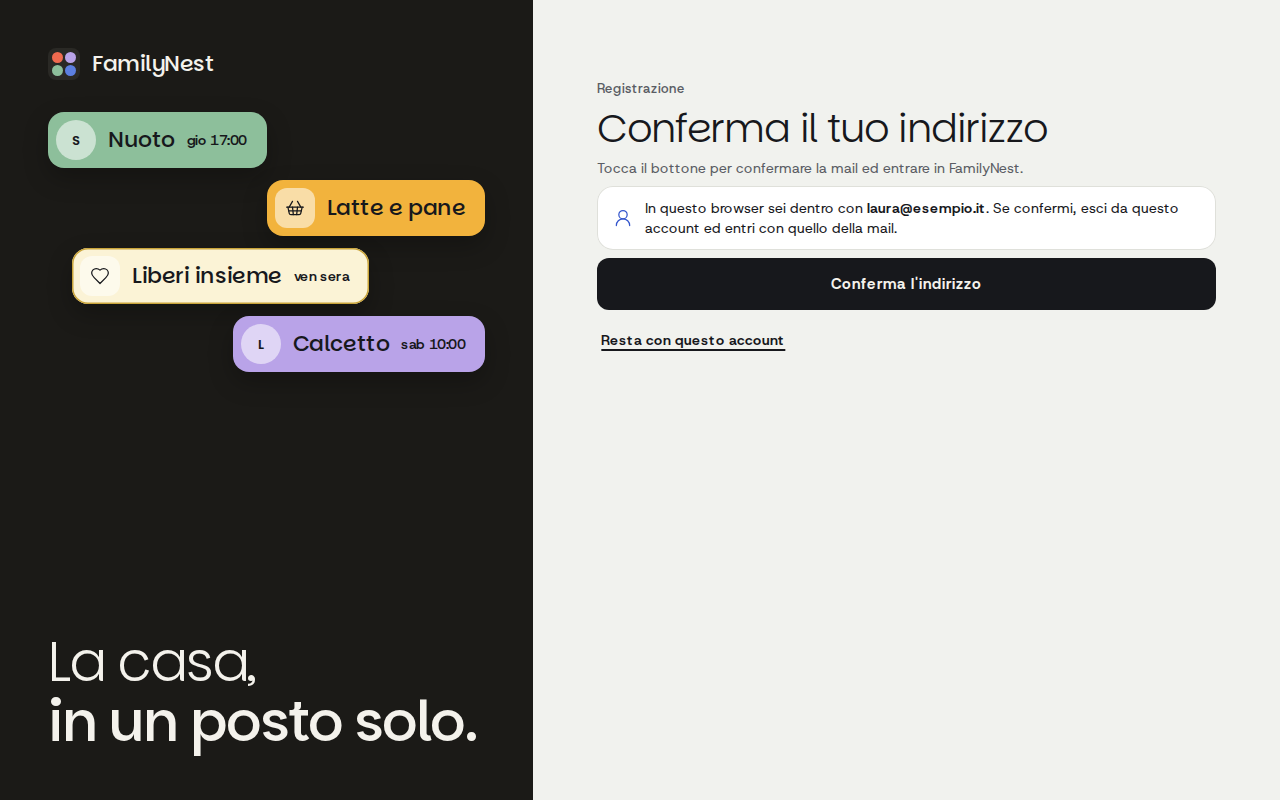 FamilyNest
S Nuoto gio 17:00
Latte e pane
Liberi insieme ven sera
L Calcetto sab 10:00
La casa,
in un posto solo.
Registrazione
Conferma il tuo indirizzo
Tocca il bottone per confermare la mail ed entrare in FamilyNest.
In questo browser sei dentro con laura@esempio.it. Se confermi, esci da questo
account ed entri con quello della mail.
Conferma l'indirizzo
Resta con questo account